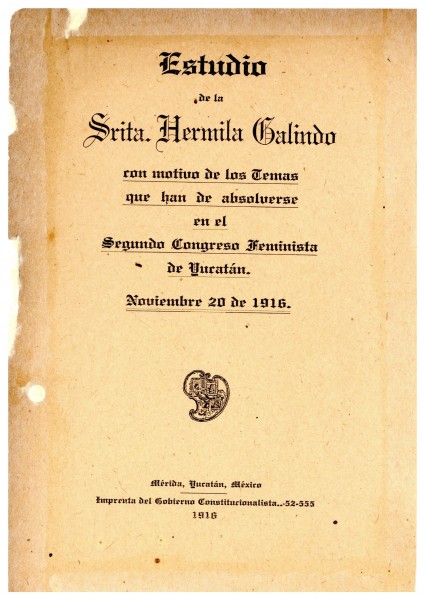 Estudio
de la
Srita. Hermila Galindo
con motivo de los Temas
que han de absolverse
en el
Segundo Congreso Feminista
de Yucatán.
Noviembre 20 de 1916.
Mérida, Yucatán, México
Imprenta del Gobierno Constitucionalista..-52-555
1916